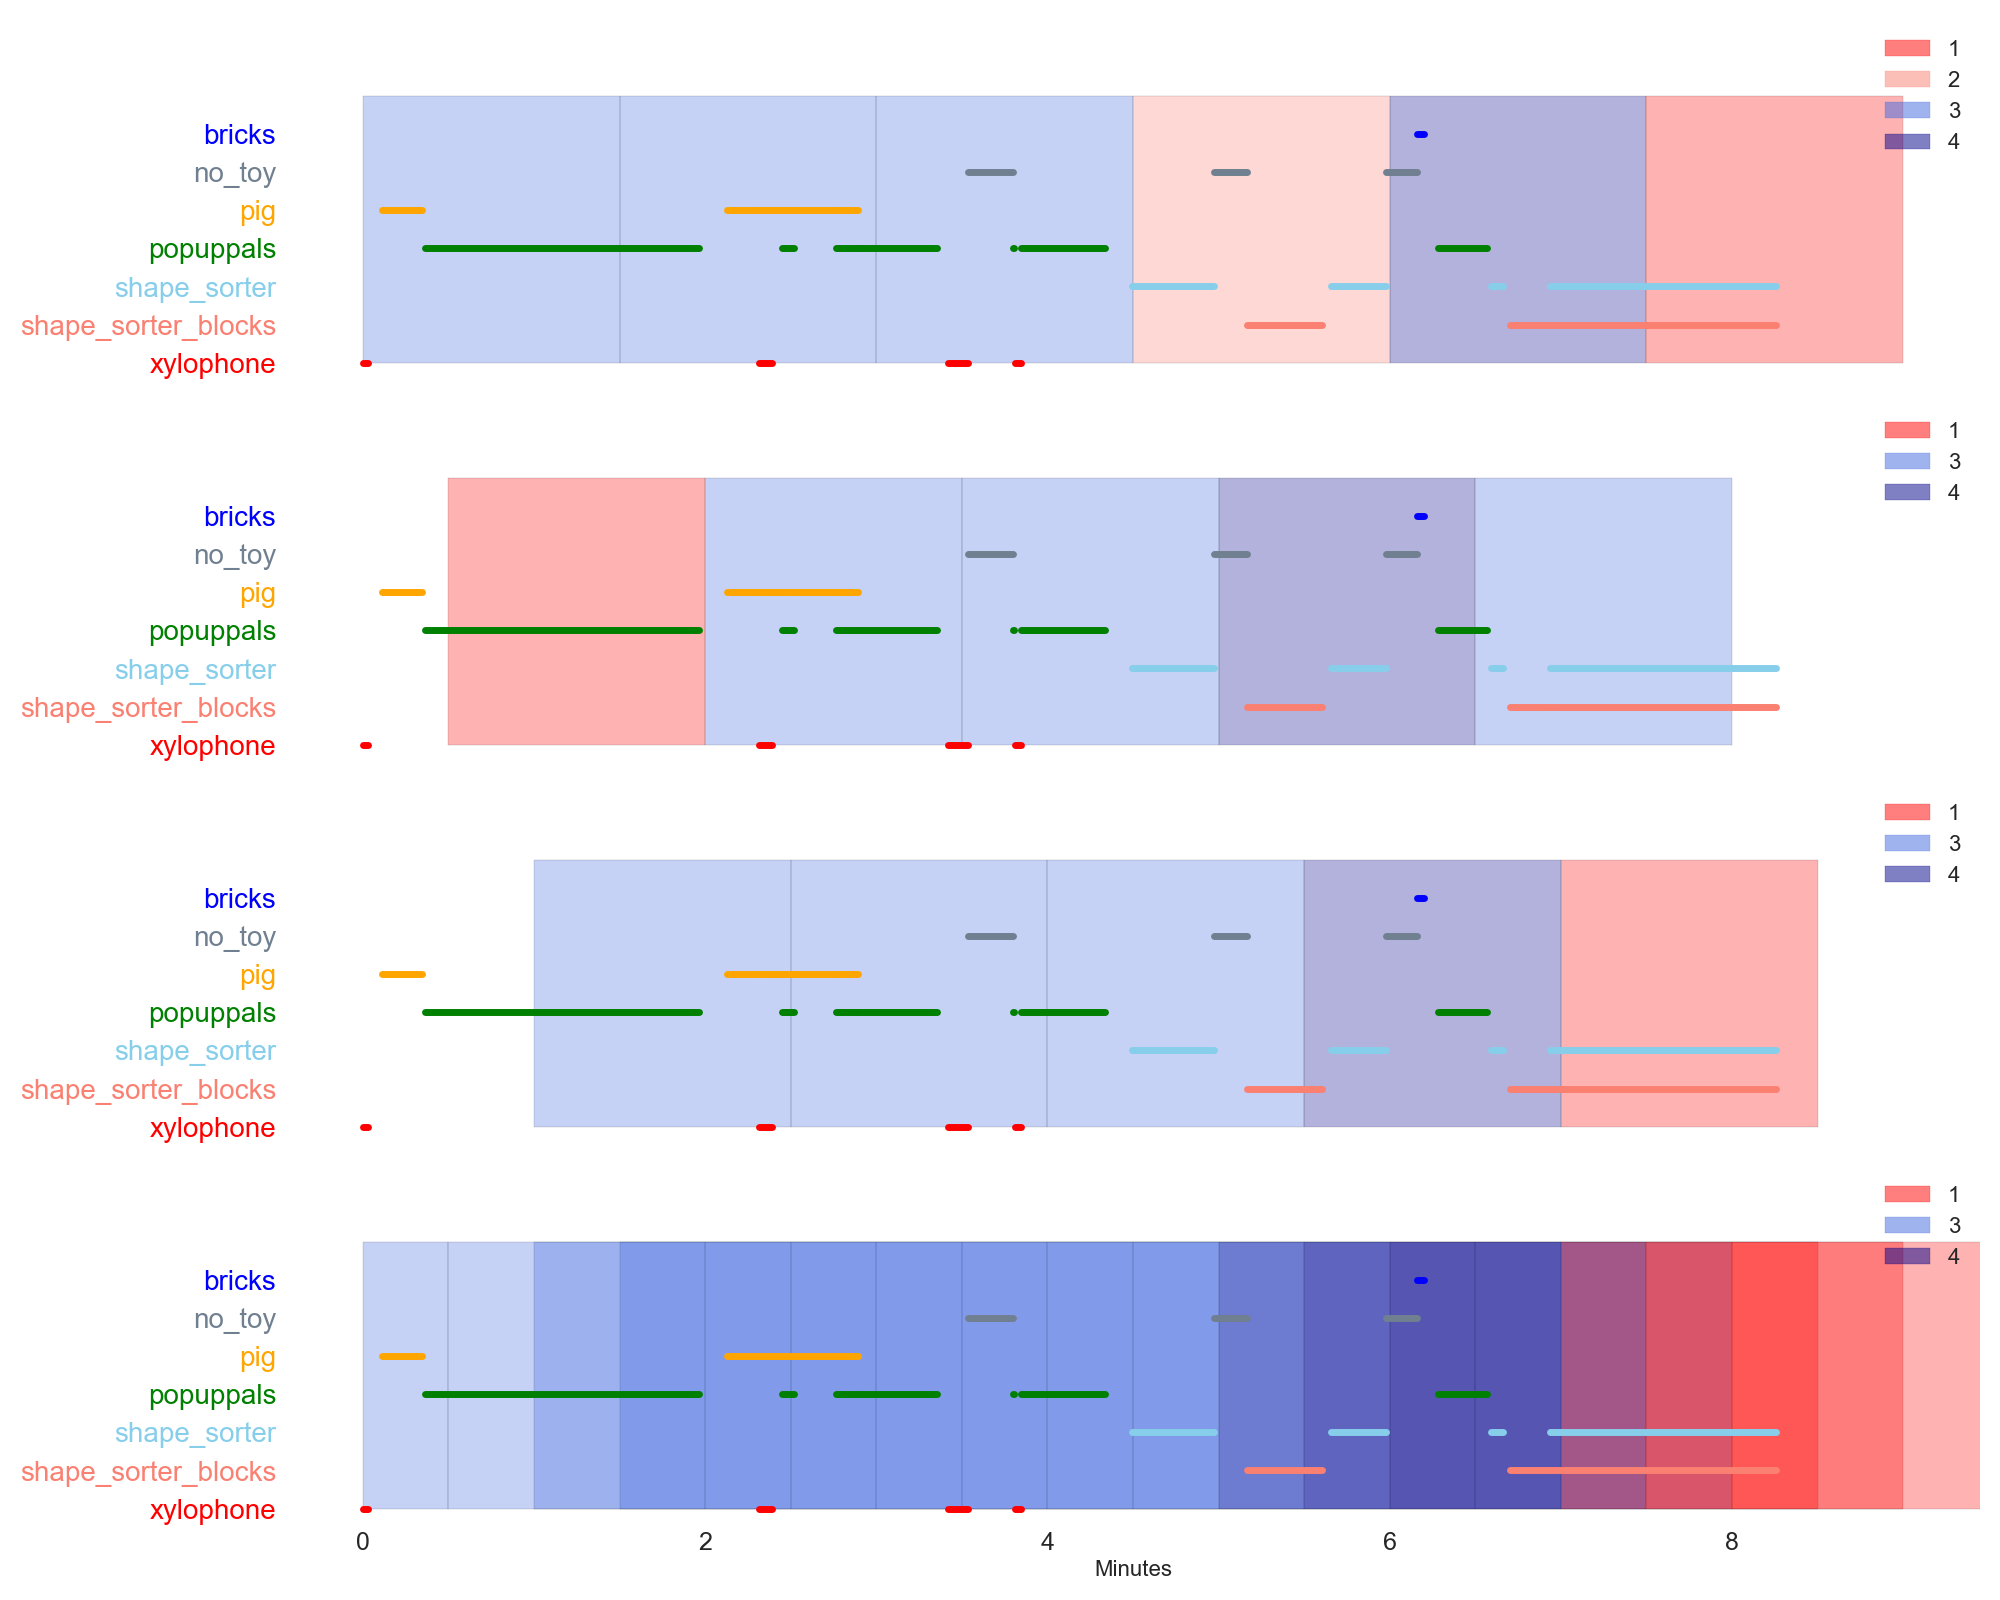 1
2
3
4
bricks
no_toy
pig
popuppals
shape_sorter
shape_sorter_blocks
xylophone
1
3
4
bricks
no_toy
pig
popuppals
shape_sorter
shape_sorter_blocks
xylophone
1
3
4
bricks
no_toy
pig
popuppals
shape_sorter
shape_sorter_blocks
xylophone
1
3
4
bricks
no_toy
pig
popuppals
shape_sorter
shape_sorter_blocks
xylophone
0 2 4 6 8
Minutes